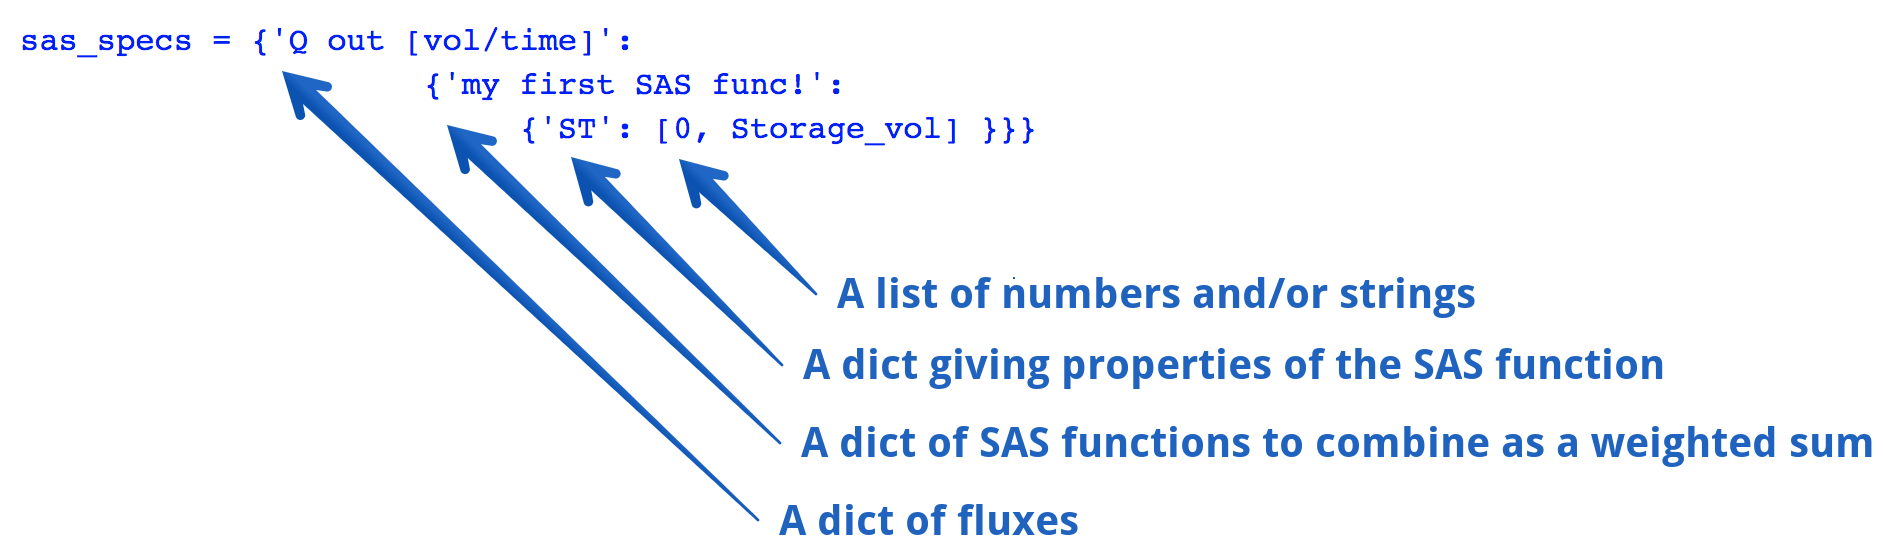 sas_specs = {'Q out [vol/time]':
{'my first SAS func!':
{'ST': [0, Storage_vol] }}}
A list of numbers and/or strings
A dict giving properties of the SAS function
A dict of SAS functions to combine as a weighted sum
A dict of fluxes